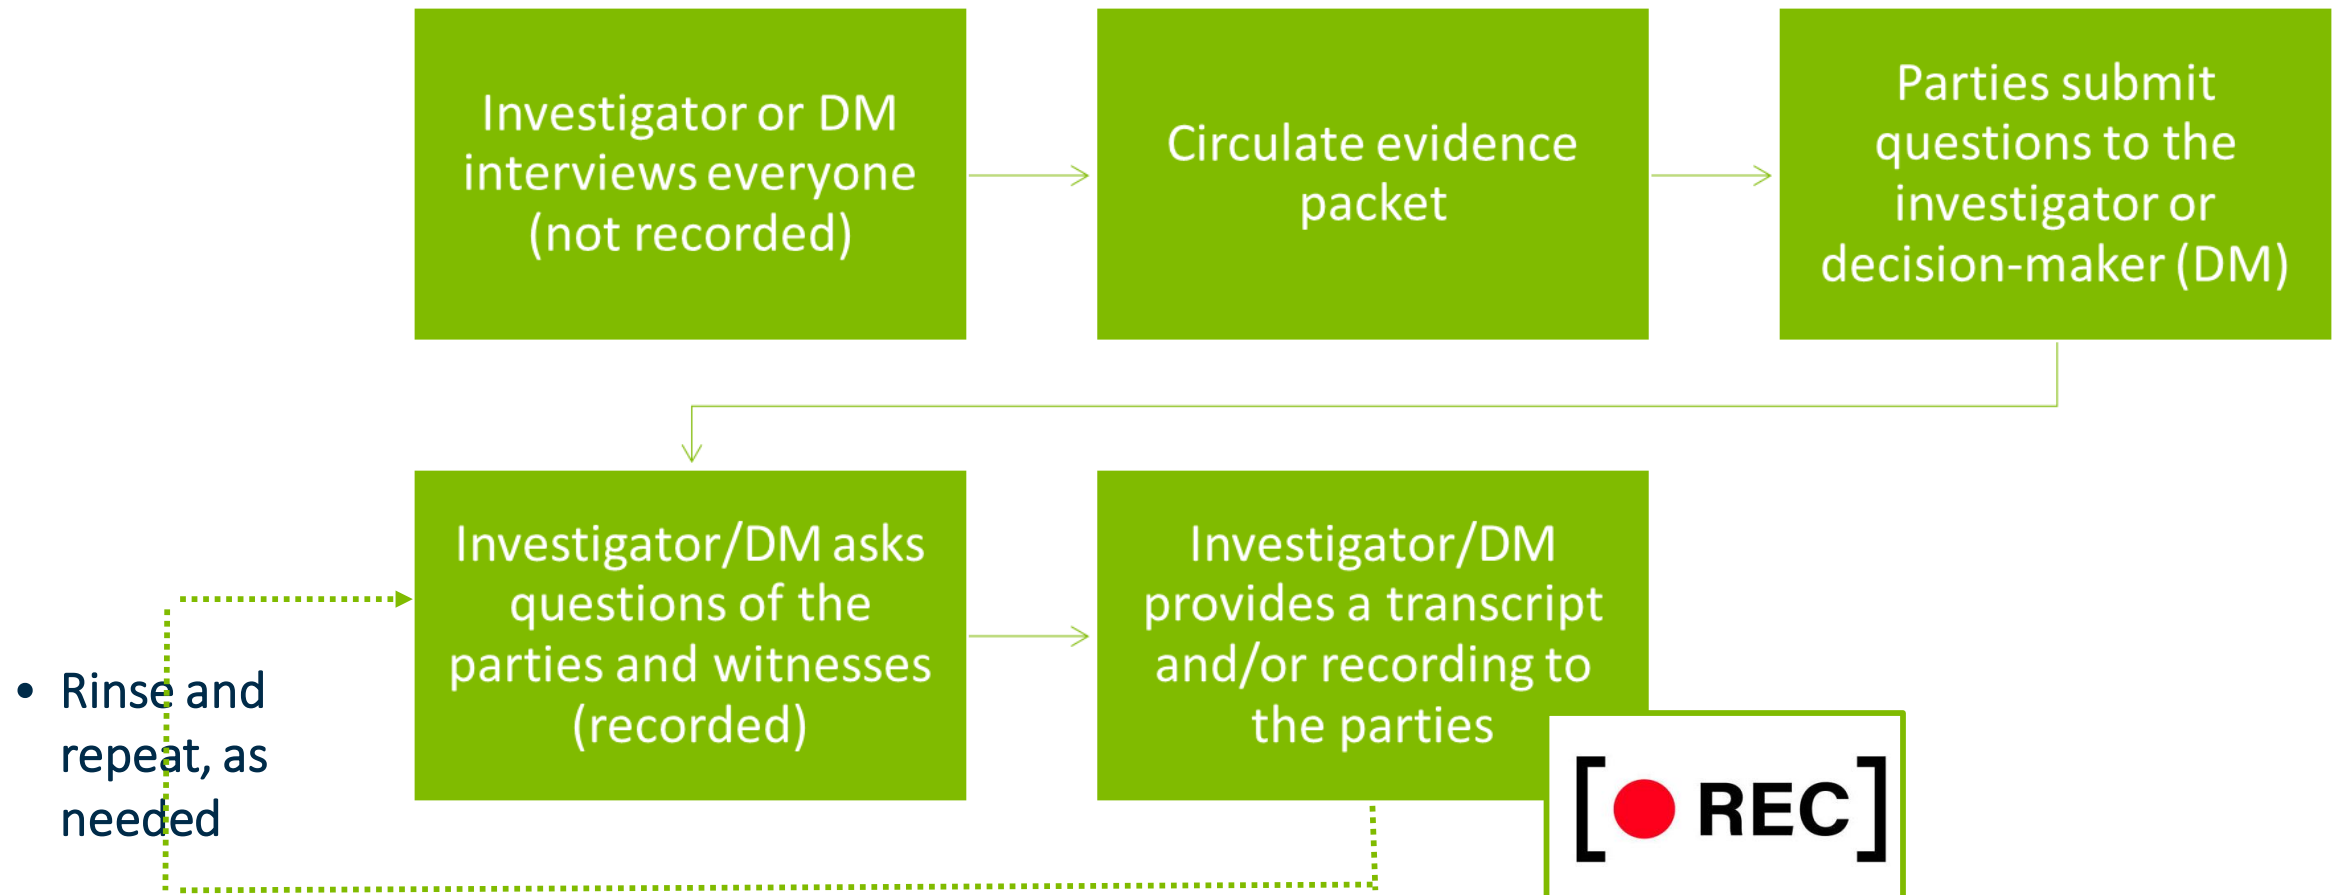 Investigator or DM
interviews everyone
(not recorded)
Circulate evidence
packet
Parties submit
questions to the
investigator or
decision-maker (DM)
Investigator/DM asks
questions of the
parties and witnesses
(recorded)
Investigator/DM
provides a transcript
and/or recording to
the parties
• Rinse and
repeat, as
needed
[● REC]